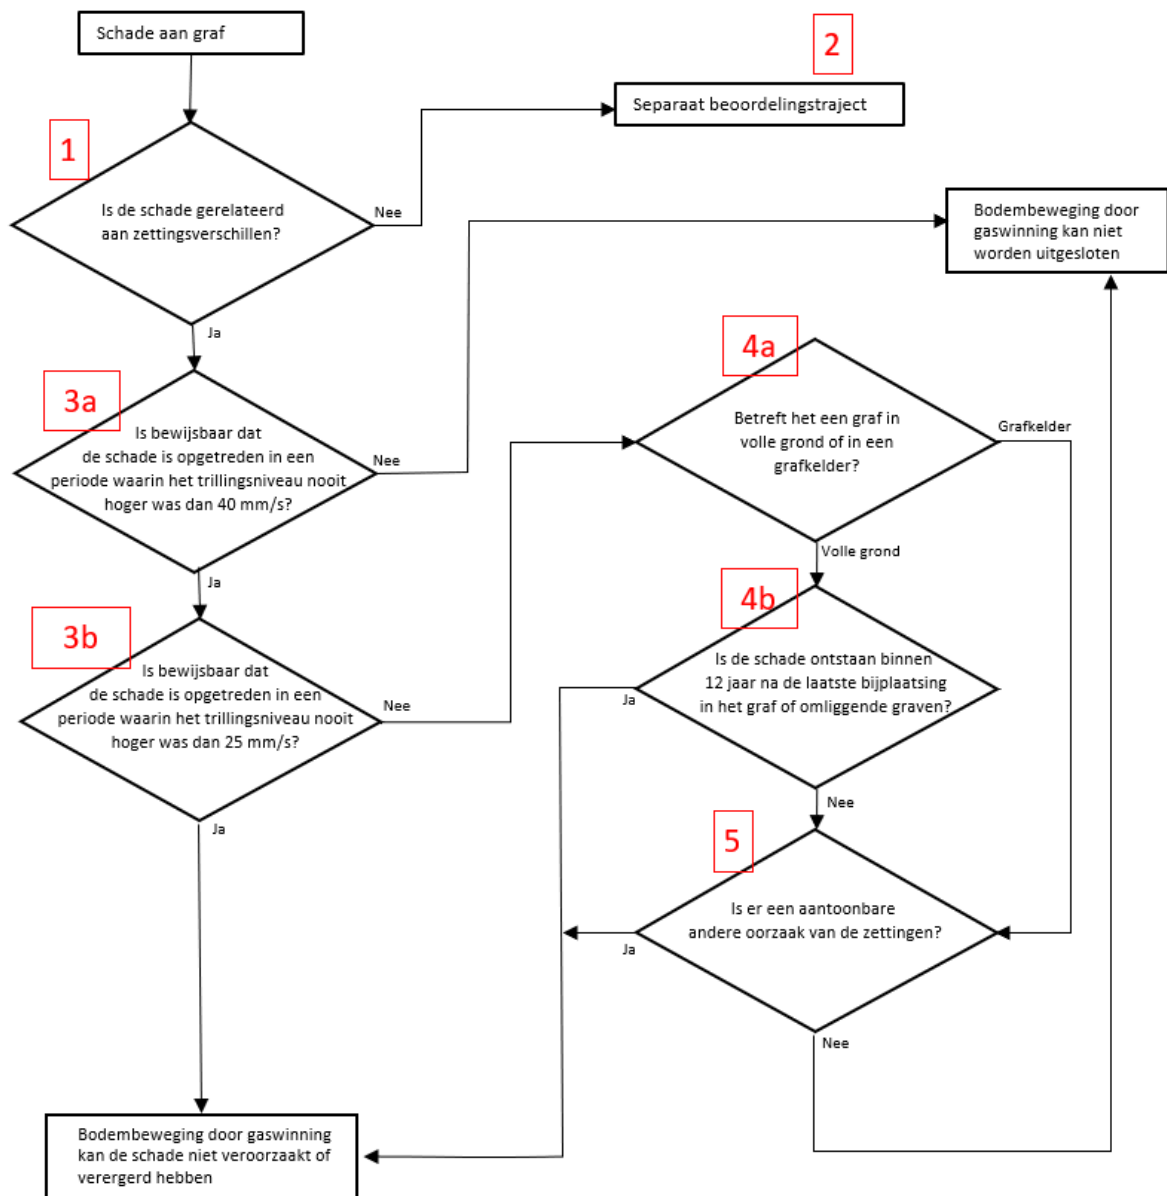 Schade aan graf
2
Separaat beoordelingstraject
1
Is de schade gerelateerd
aan zettingsverschillen?
Nee
Ja
Bodembeweging door
gaswinning kan niet
worden uitgesloten
3a
Is bewijsbaar dat
de schade is opgetreden in een
periode waarin het trillingsniveau nooit
hoger was dan 40 mm/s?
Nee
Ja
4a
Betreft het een graf in
volle grond of in een
grafkelder?
Grafkelder
Volle grond
3b
Is bewijsbaar dat
de schade is opgetreden in een
periode waarin het trillingsniveau nooit
hoger was dan 25 mm/s?
Nee
Ja
4b
Is de schade ontstaan binnen
12 jaar na de laatste bijplaatsing
in het graf of omliggende graven?
Ja
Nee
5
Is er een aantoonbare
andere oorzaak van de zettingen?
Ja
Nee
Bodembeweging door gaswinning
kan de schade niet veroorzaakt of
verergerd hebben